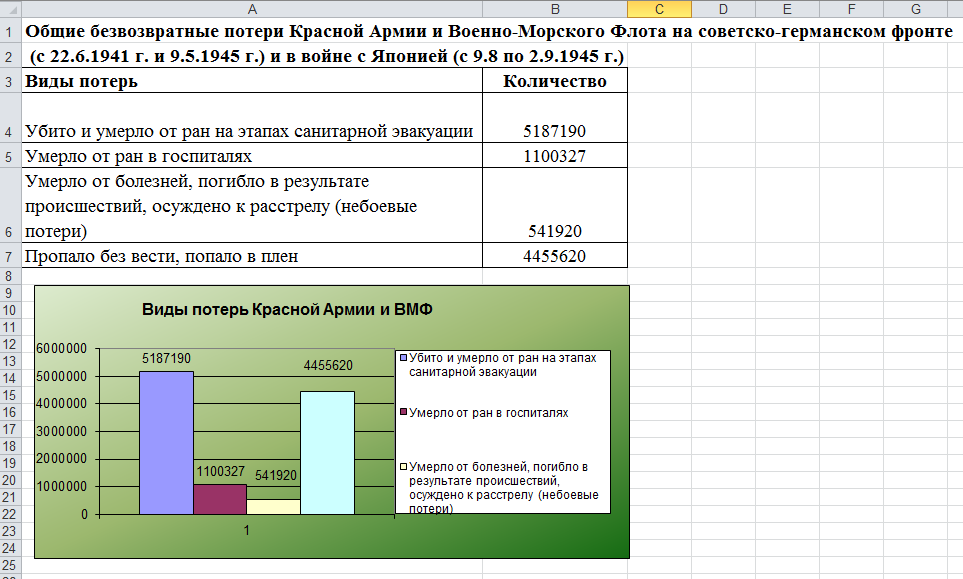 A B C D E F G
1 Общие безвозвратные потери Красной Армии и Военно-Морского Флота на советско-германском фронте
2 (с 22.6.1941 г. и 9.5.1945 г.) и в войне с Японией (с 9.8 по 2.9.1945 г.)
3 Виды потерь Количество
4 Убито и умерло от ран на этапах санитарной эвакуации 5187190
5 Умерло от ран в госпиталях 1100327
Умерло от болезней, погибло в результате
происшествий, осуждено к расстрелу (небоевые
6 потери) 541920
7 Пропало без вести, попало в плен 4455620
8
9
10
11
12
13
14
15
16
17
18
19
20
21
22
23
24
25
Виды потерь Красной Армии и ВМФ
6000000
5000000
4000000
3000000
2000000
1000000
0
5187190
1100327
541920
4455620
1
Убито и умерло от ран на этапах
санитарной эвакуации
Умерло от ран в госпиталях
Умерло от болезней, погибло в
результате происшествий,
осуждено к расстрелу (небоевые
потери)